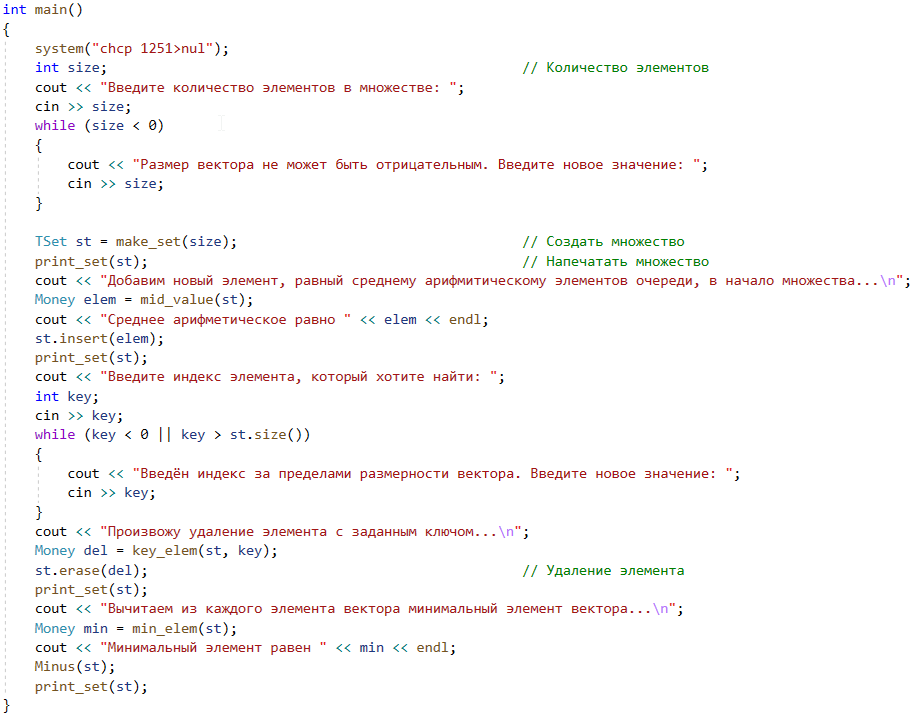 int main()
{
    system("chcp 1251>nul");
    int size;                                                   // Количество элементов
    cout << "Введите количество элементов в множестве: ";
    cin >> size;
    while (size < 0)
    {
        cout << "Размер вектора не может быть отрицательным. Введите новое значение: ";
        cin >> size;
    }

    TSet st = make_set(size);                                   // Создать множество
    print_set(st);                                              // Напечатать множество
    cout << "Добавим новый элемент, равный среднему арифмитическому элементов очереди, в начало множества...\n";
    Money elem = mid_value(st);
    cout << "Среднее арифметическое равно " << elem << endl;
    st.insert(elem);
    print_set(st);
    cout << "Введите индекс элемента, который хотите найти: ";
    int key;
    cin >> key;
    while (key < 0 || key > st.size())
    {
        cout << "Введён индекс за пределами размерности вектора. Введите новое значение: ";
        cin >> key;
    }
    cout << "Произвожу удаление элемента с заданным ключом...\n";
    Money del = key_elem(st, key);
    st.erase(del);                                              // Удаление элемента
    print_set(st);
    cout << "Вычитаем из каждого элемента вектора минимальный элемент вектора...\n";
    Money min = min_elem(st);
    cout << "Минимальный элемент равен " << min << endl;
    Minus(st);
    print_set(st);
}